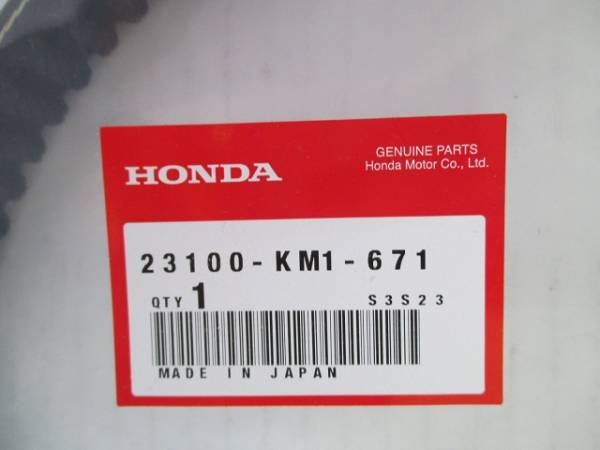 HONDA
GENUINE PARTS
Honda Motor Co., Ltd.
23100-KM1-671
QTY 1 S3S23
MADE IN JAPAN